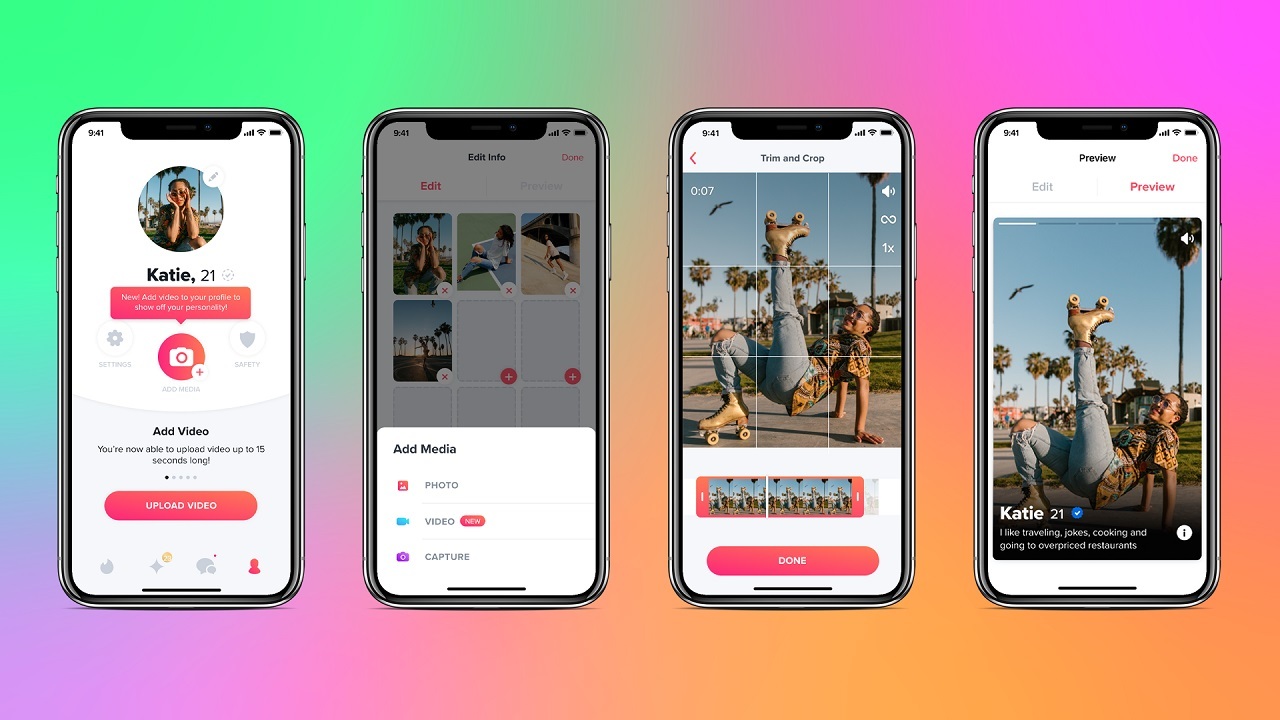 9:41
Katie, 21
New! Add video to your profile to
show off your personality!
SETTINGS
SAFETY
ADD MEDIA
Add Video
You're now able to upload video up to 15
seconds long!
UPLOAD VIDEO
9:41
Edit Info
Done
Edit
Preview
Add Media
PHOTO
VIDEO NEW
CAPTURE
9:41
Trim and Crop
0:07
1x
DONE
9:41
Preview
Done
Edit
Preview
Katie 21
I like traveling, jokes, cooking and
going to overpriced restaurants